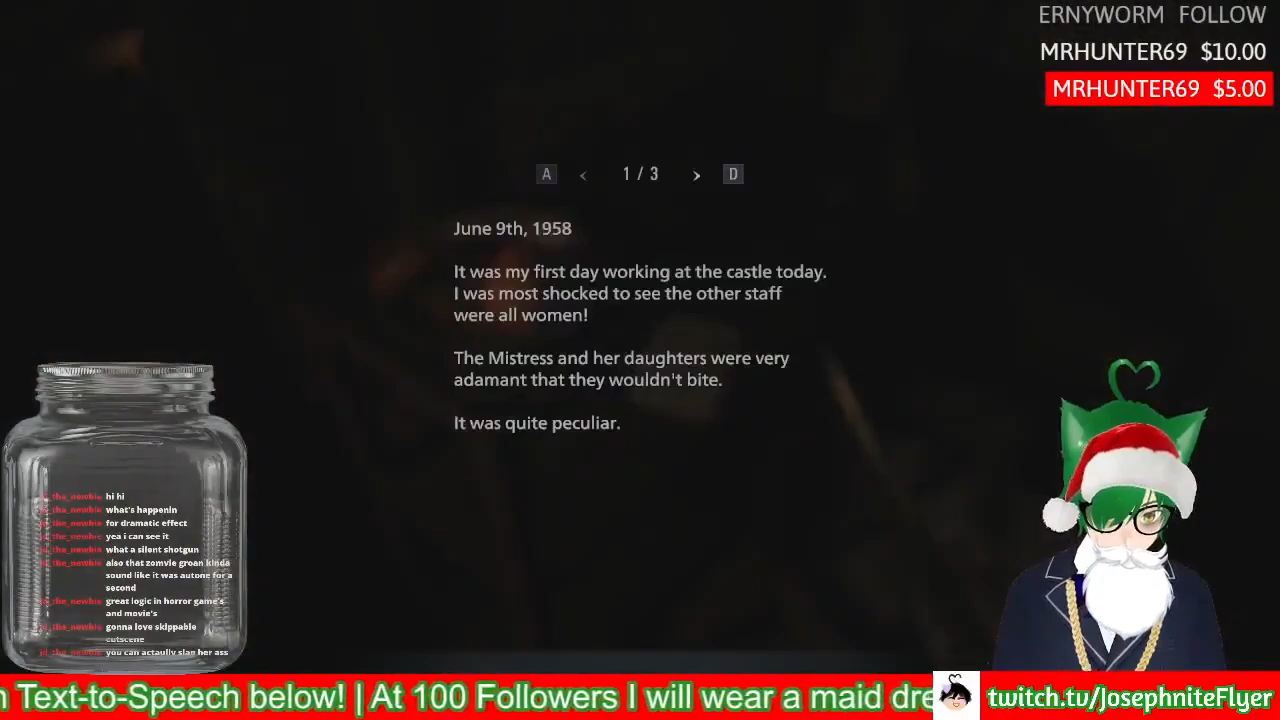 ERNYWORM FOLLOW
MRHUNTER69 $10.00
MRHUNTER69 $5.00
A < 1 / 3 > D
June 9th, 1958
It was my first day working at the castle today.
I was most shocked to see the other staff
were all women!
The Mistress and her daughters were very
adamant that they wouldn't bite.
It was quite peculiar.
hi hi
what's happenin
for dramatic effect
yea i can see it
what a silent shotgun
also that zomvie groan kinda
sound like it was autone for a
second
great logic in horror game's
and movie's
gonna love skippable
cutscene
you can actaully slap her ass
n Text-to-Speech below! | At 100 Followers I will wear a maid dre
twitch.tv/JosephniteFlyer